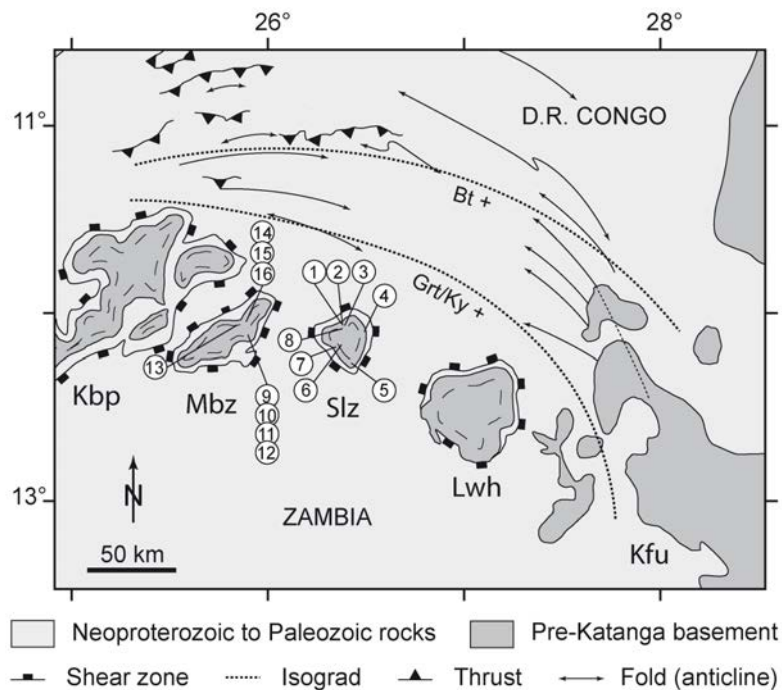 26°
28°
D.R. CONGO
11°
Bt +
14
15
16
1
2
3
4
Grt/Ky +
8
13
7
6
5
Kbp
Mbz
Slz
9
10
11
12
Lwh
N
13°
ZAMBIA
Kfu
50 km
Neoproterozoic to Paleozoic rocks
Pre-Katanga basement
Shear zone
Isograd
Thrust
Fold (anticline)